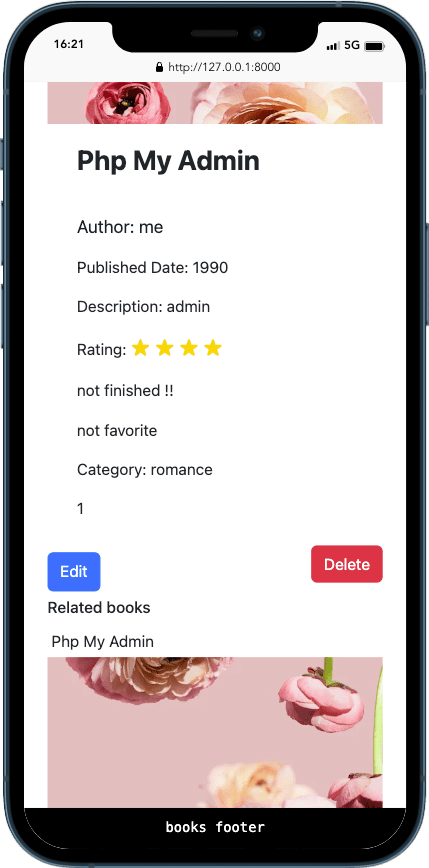 16:21
5G
http://127.0.0.1:8000
Php My Admin
Author: me
Published Date: 1990
Description: admin
Rating: ⭐ ⭐ ⭐ ⭐
not finished !!
not favorite
Category: romance
1
Edit
Delete
Related books
Php My Admin
books footer